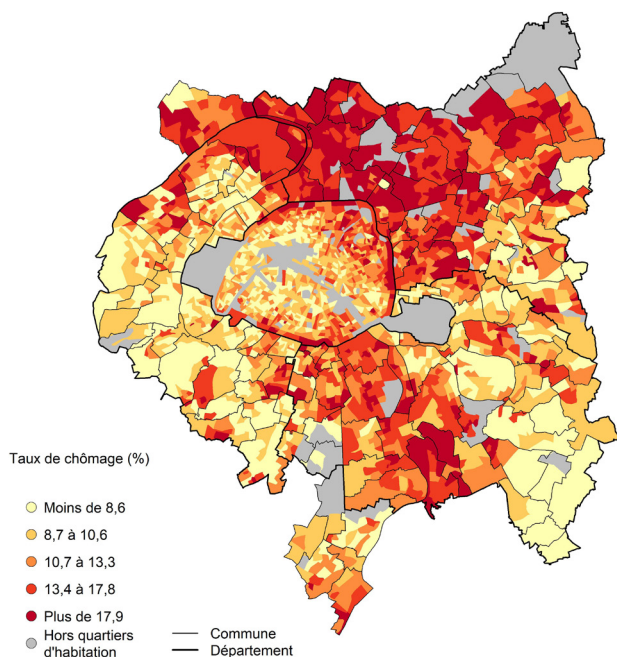 Taux de chômage (%)
Moins de 8,6
8,7 à 10,6
10,7 à 13,3
13,4 à 17,8
Plus de 17,9
Hors quartiers
d'habitation
Commune
Département